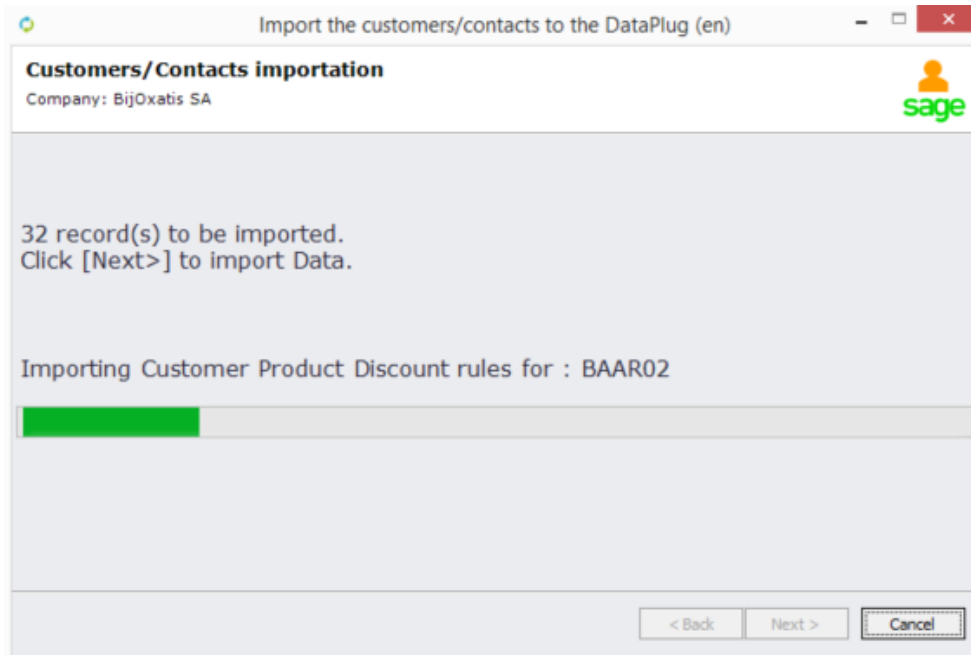 Import the customers/contacts to the DataPlug (en)
Customers/Contacts importation
Company: BijOxatis SA
sage
32 record(s) to be imported.
Click [Next>] to import Data.
Importing Customer Product Discount rules for : BAAR02
< Back
Next >
Cancel